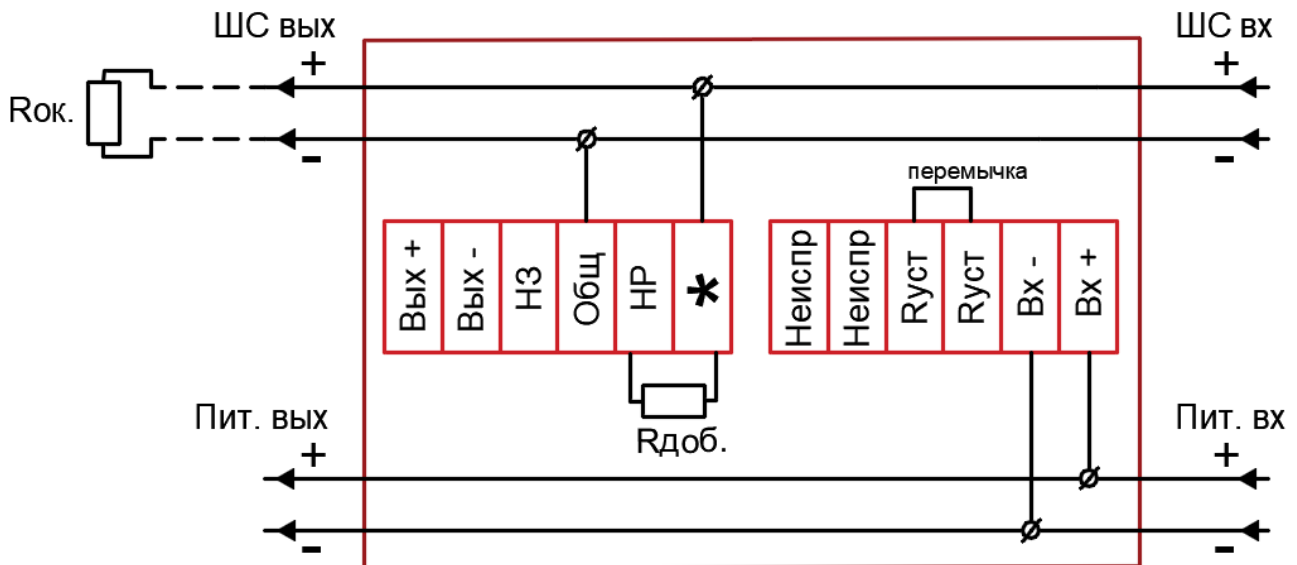 ШС вых
ШС вх
+
+
Rок.
-
-
перемычка
Вых +
Вых -
НЗ
Общ
НР
*
Неиспр
Неиспр
Rуст
Rуст
Вх -
Вх +
Rдоб.
Пит. вых
Пит. вх
+
+
-
-